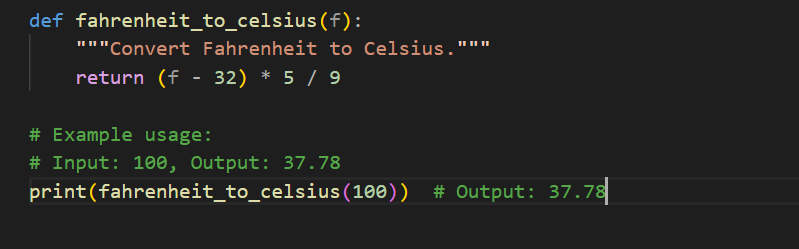 def fahrenheit_to_celsius(f):
    """Convert Fahrenheit to Celsius."""
    return (f - 32) * 5 / 9

# Example usage:
# Input: 100, Output: 37.78
print(fahrenheit_to_celsius(100))  # Output: 37.78